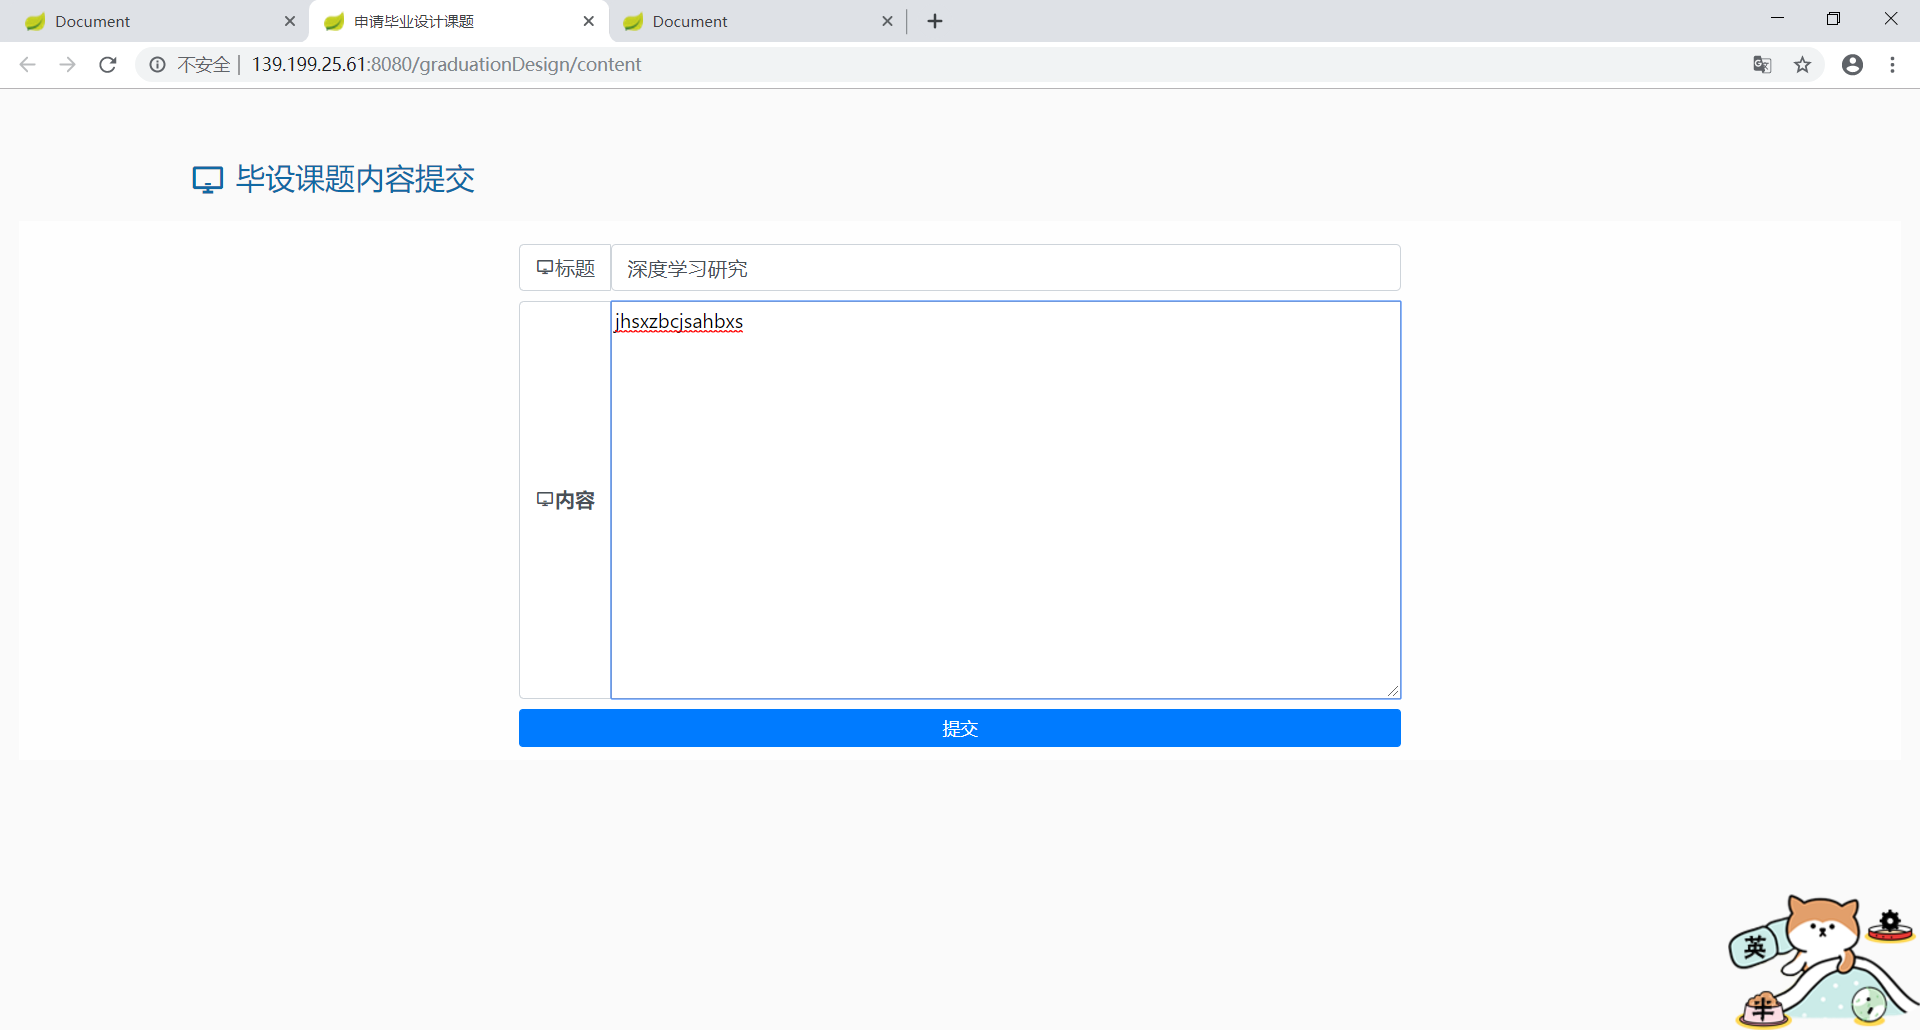 Document
申请毕业设计课题
Document
不安全 | 139.199.25.61:8080/graduationDesign/content
毕设课题内容提交
标题
深度学习研究
jhsxzbcjsahbxs
内容
提交
英
半